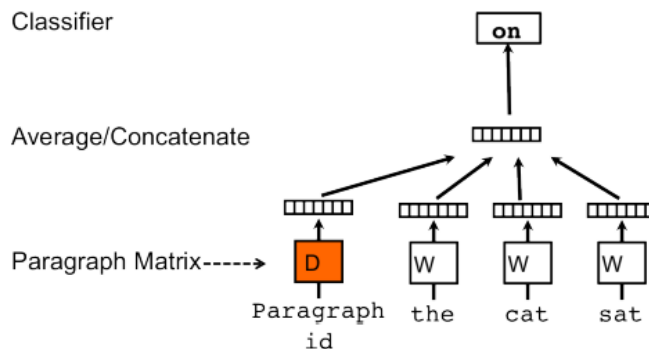 Classifier
on
Average/Concatenate
Paragraph Matrix
D
W
W
W
Paragraph
id
the
cat
sat